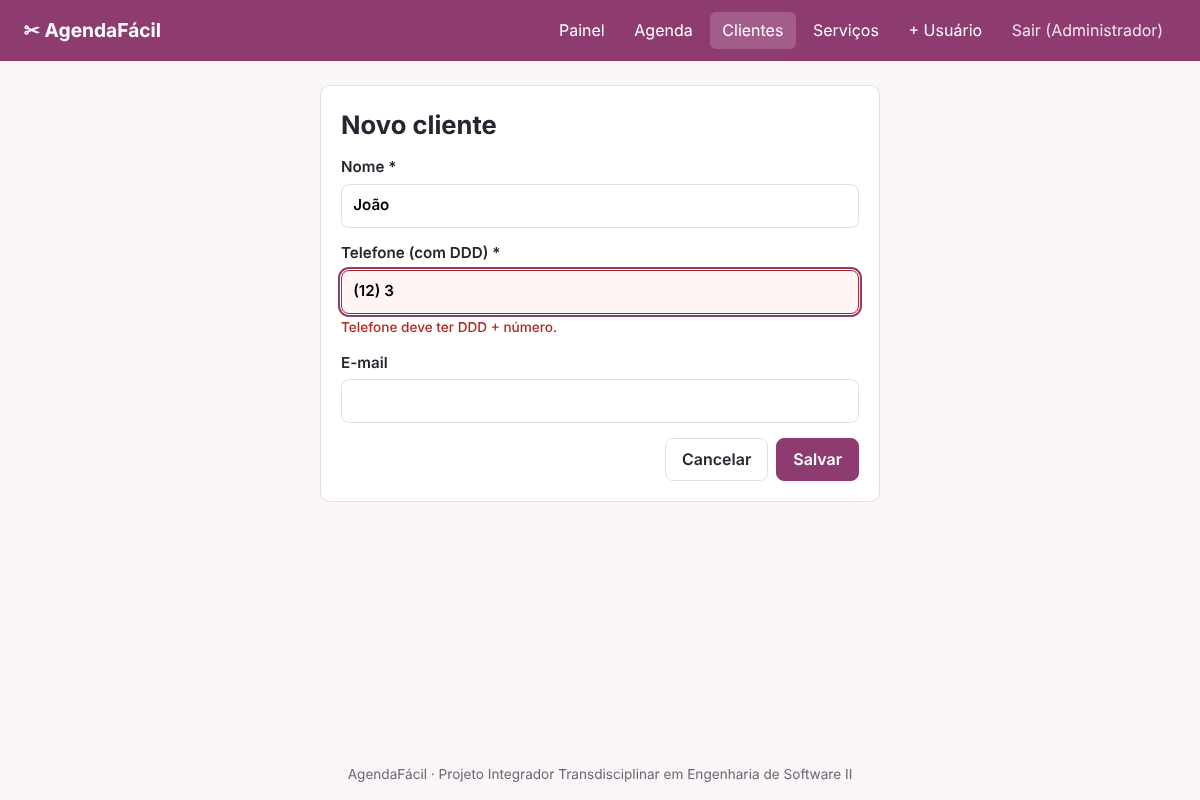 ✂ AgendaFácil Painel Agenda Clientes Serviços + Usuário Sair (Administrador)
Novo cliente
Nome *
João
Telefone (com DDD) *
(12) 3
Telefone deve ter DDD + número.
E-mail
Cancelar Salvar
AgendaFácil · Projeto Integrador Transdisciplinar em Engenharia de Software II